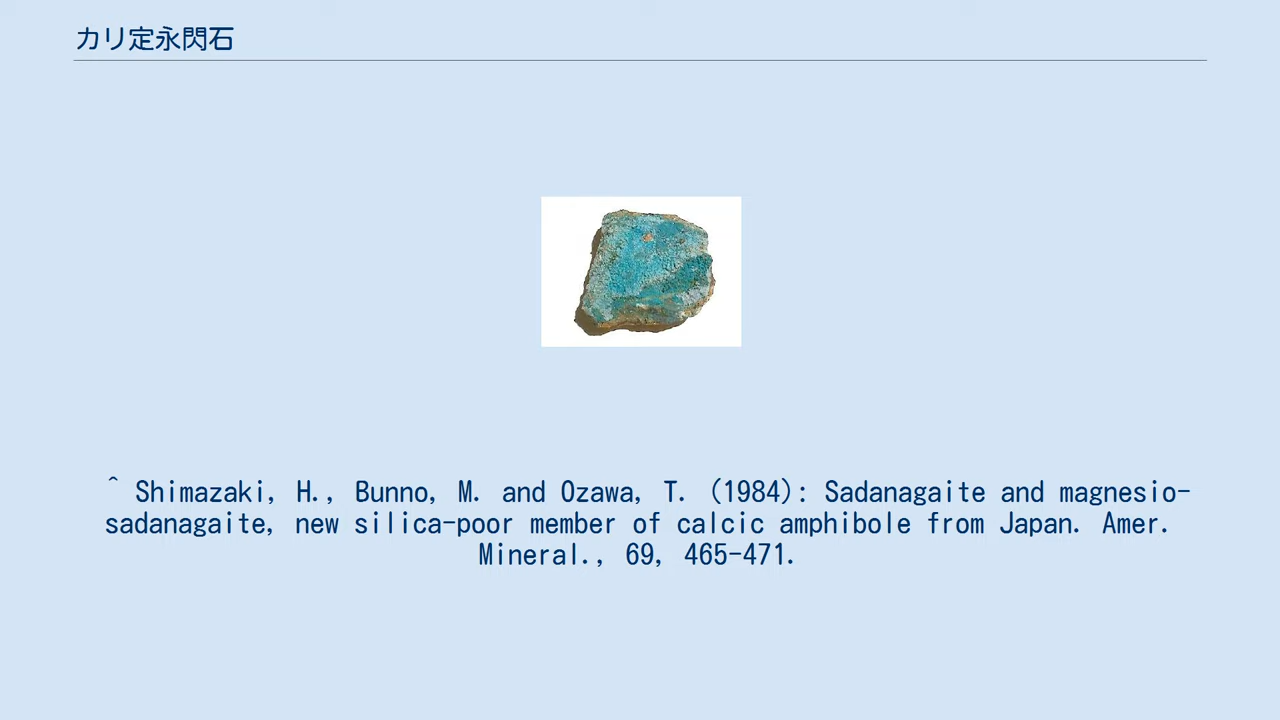 カリ定永閃石
^ Shimazaki, H., Bunno, M. and Ozawa, T. (1984): Sadanagaite and magnesio-
sadanagaite, new silica-poor member of calcic amphibole from Japan. Amer.
Mineral., 69, 465-471.